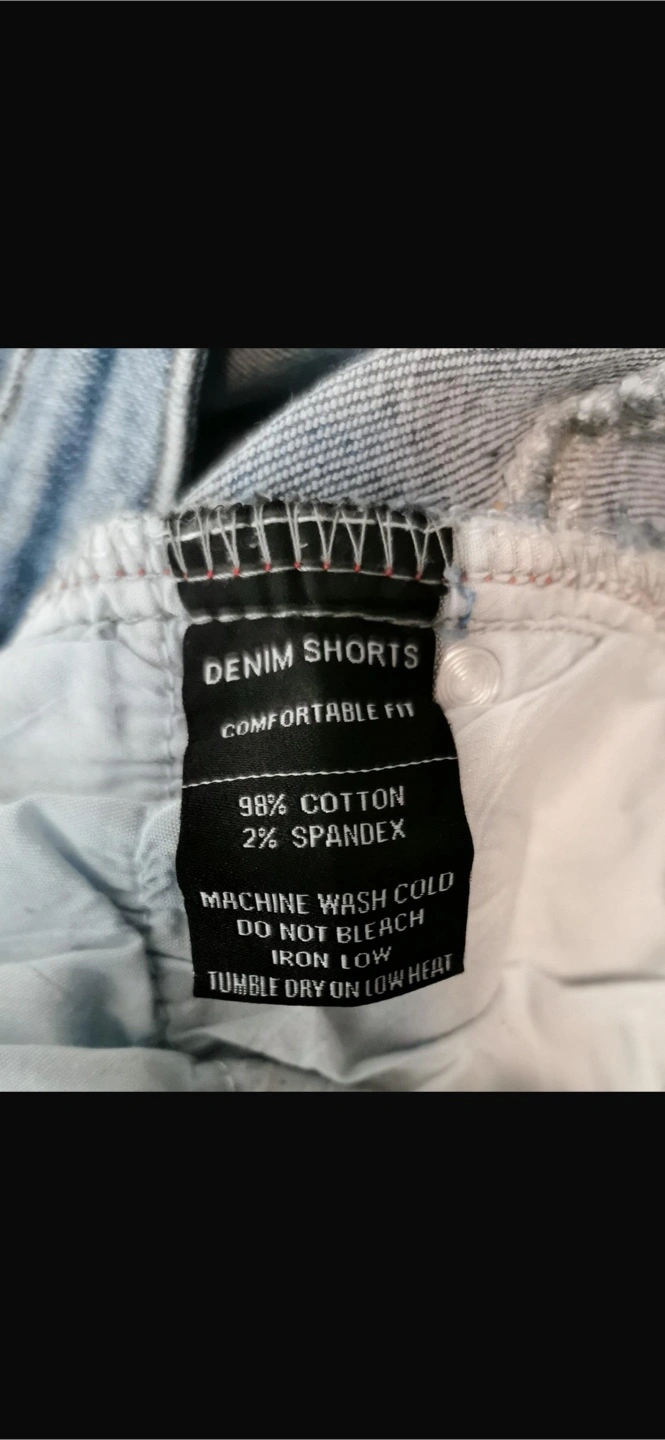 DENIM SHORTS
COMFORTABLE FIT
98% COTTON
2% SPANDEX
MACHINE WASH COLD
DO NOT BLEACH
IRON LOW
TUMBLE DRY ON LOW HEAT